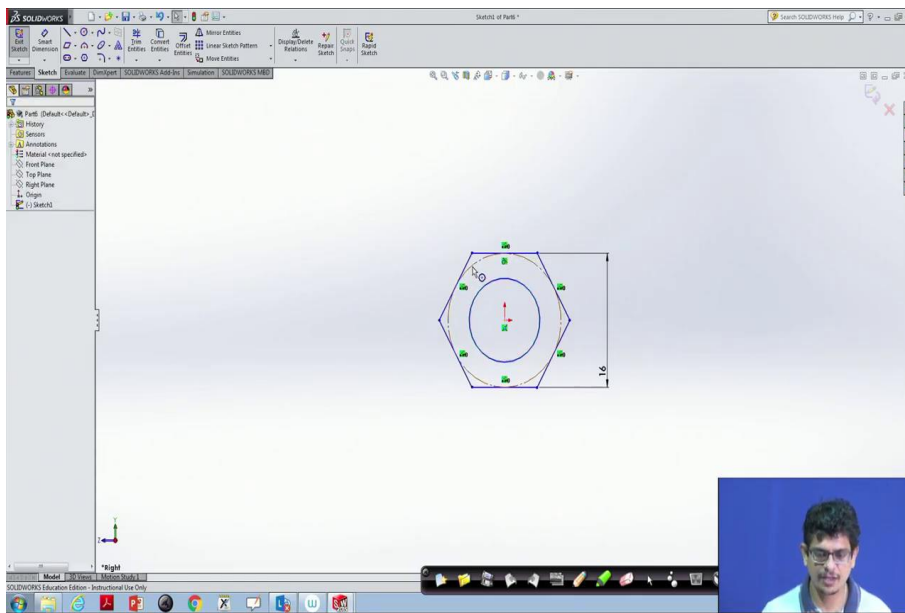 SOLIDWORKS
Sketch1 of Part6 *
Search SOLIDWORKS Help
Exit Sketch
Smart Dimension
Trim Entities
Convert Entities
Offset Entities
Mirror Entities
Linear Sketch Pattern
Move Entities
Display/Delete Relations
Repair Sketch
Quick Snaps
Rapid Sketch
Features Sketch Evaluate DimXpert SOLIDWORKS Add-Ins Simulation SOLIDWORKS MBD
Part6 (Default<<Default>_D
History
Sensors
Annotations
Material <not specified>
Front Plane
Top Plane
Right Plane
Origin
(-) Sketch1
16
Y
Z
*Right
Model 3D Views Motion Study 1
SOLIDWORKS Education Edition - Instructional Use Only